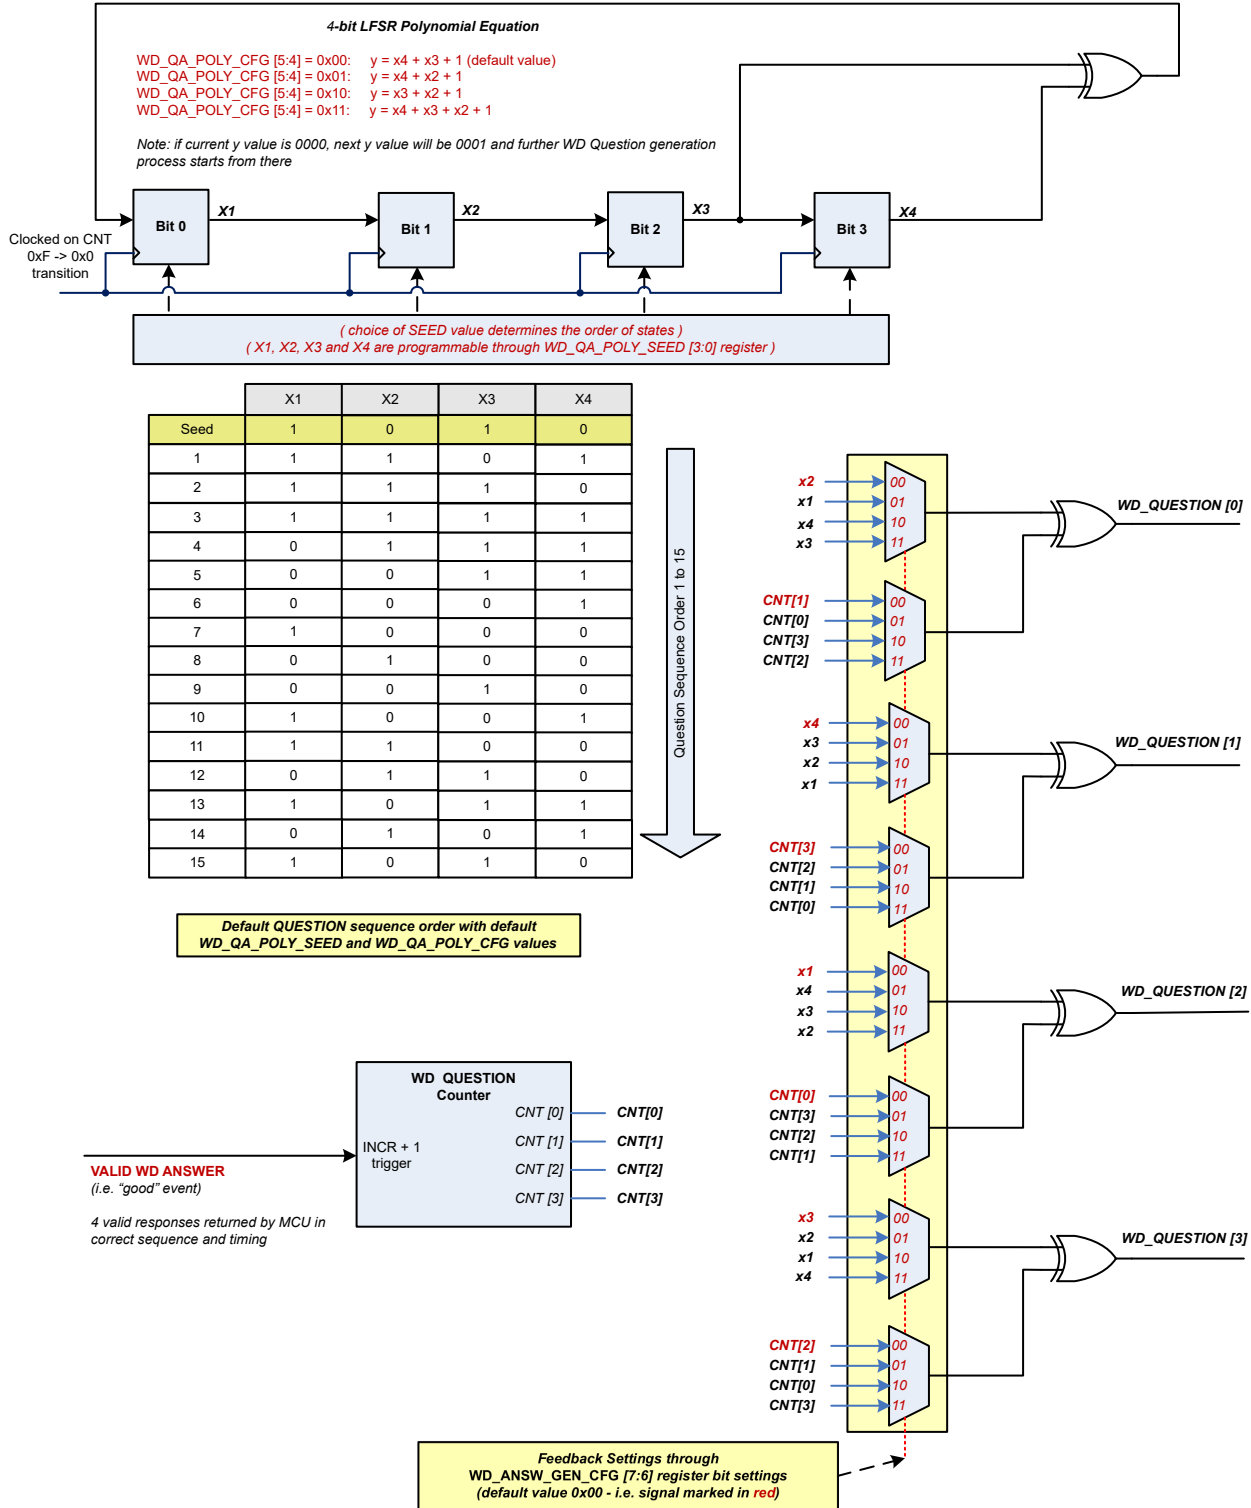 4-bit LFSR Polynomial Equation
WD_QA_POLY_CFG [5:4] = 0x00: y = x4 + x3 + 1 (default value)
WD_QA_POLY_CFG [5:4] = 0x01: y = x4 + x2 + 1
WD_QA_POLY_CFG [5:4] = 0x10: y = x3 + x2 + 1
WD_QA_POLY_CFG [5:4] = 0x11: y = x4 + x3 + x2 + 1
Note: if current y value is 0000, next y value will be 0001 and further WD Question generation
process starts from there
Bit 0
X1
Bit 1
X2
Bit 2
X3
Bit 3
X4
Clocked on CNT
0xF -> 0x0
transition
( choice of SEED value determines the order of states )
( X1, X2, X3 and X4 are programmable through WD_QA_POLY_SEED [3:0] register )
X1 X2 X3 X4
Seed 1 0 1 0
1 1 1 0 1
2 1 1 1 0
3 1 1 1 1
4 0 1 1 1
5 0 0 1 1
6 0 0 0 1
7 1 0 0 0
8 0 1 0 0
9 0 0 1 0
10 1 0 0 1
11 1 1 0 0
12 0 1 1 0
13 1 0 1 1
14 0 1 0 1
15 1 0 1 0
Question Sequence Order 1 to 15
Default QUESTION sequence order with default
WD_QA_POLY_SEED and WD_QA_POLY_CFG values
WD QUESTION
Counter
INCR + 1
trigger
CNT [0]
CNT [1]
CNT [2]
CNT [3]
CNT[0]
CNT[1]
CNT[2]
CNT[3]
VALID WD ANSWER
(i.e. “good” event)
4 valid responses returned by MCU in
correct sequence and timing
x2 00
x1 01
x4 10
x3 11
CNT[1] 00
CNT[0] 01
CNT[3] 10
CNT[2] 11
WD_QUESTION [0]
x4 00
x3 01
x2 10
x1 11
CNT[3] 00
CNT[2] 01
CNT[1] 10
CNT[0] 11
WD_QUESTION [1]
x1 00
x4 01
x3 10
x2 11
CNT[0] 00
CNT[3] 01
CNT[2] 10
CNT[1] 11
WD_QUESTION [2]
x3 00
x2 01
x1 10
x4 11
CNT[2] 00
CNT[1] 01
CNT[0] 10
CNT[3] 11
WD_QUESTION [3]
Feedback Settings through
WD_ANSW_GEN_CFG [7:6] register bit settings
(default value 0x00 - i.e. signal marked in red)